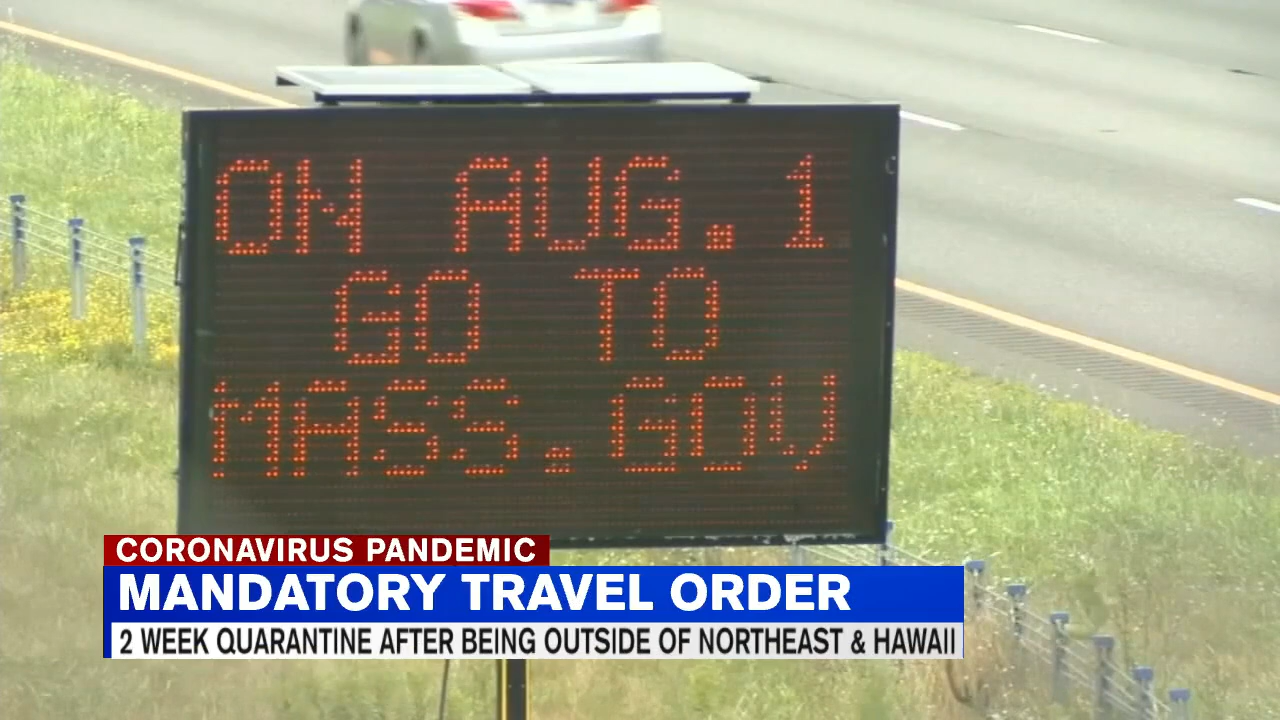 ON AUG. 1
GO TO
MASS.GOV
CORONAVIRUS PANDEMIC
MANDATORY TRAVEL ORDER
2 WEEK QUARANTINE AFTER BEING OUTSIDE OF NORTHEAST & HAWAII